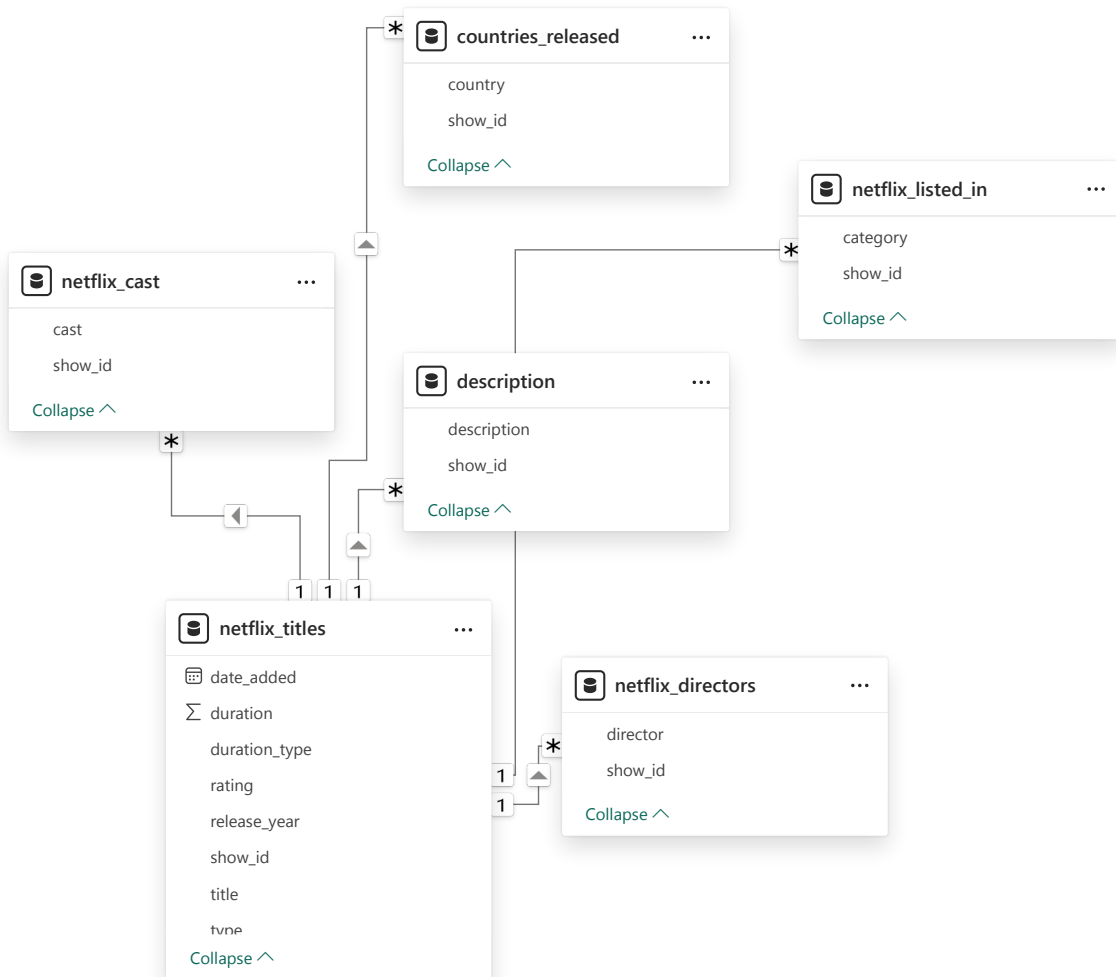 *
countries_released
...
country
show_id
Collapse
netflix_listed_in
...
*
category
show_id
Collapse
netflix_cast
...
cast
show_id
Collapse
*
description
...
description
show_id
*
Collapse
1 1 1
netflix_titles
...
date_added
Σ duration
duration_type
rating
release_year
show_id
title
type
Collapse
1
1
netflix_directors
...
*
director
show_id
Collapse